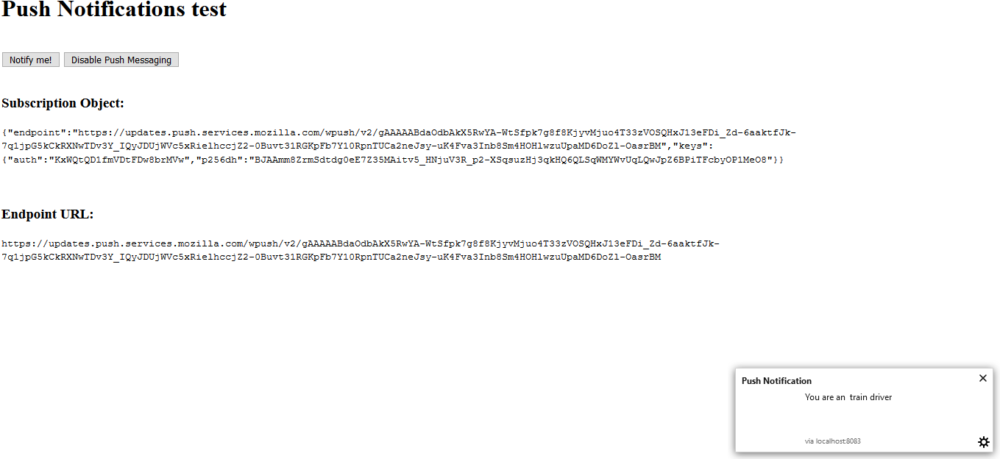 Push Notifications test
Notify me! Disable Push Messaging
Subscription Object:
{"endpoint":"https://updates.push.services.mozilla.com/wpush/v2/gAAAAABdaOdbAkX5RwYA-WtSfpk7g8f8KjyvMjuo4T33zVOSQHxJ13eFDi_Zd-6aaktfJk-
7q1jpG5kCkRXNwTDv3Y_IQyJDUjWVc5xRielhccjZ2-0Buvt31RGKpFb7Y10RpnTUCa2neJsy-uK4Fva3Inb8Sm4HOHlwzuUpaMD6DoZl-OasrBM","keys":
{"auth":"KxWQtQD1fmVDtFDw8brMVw","p256dh":"BJAAmm8ZrmSdtdg0eE7Z35MAitv5_HNjuV3R_p2-XSqsuzHj3qkHQ6QLSqWMYWvUqLQwJpZ6BPiTFcbyOP1MeO8"}}
Endpoint URL:
https://updates.push.services.mozilla.com/wpush/v2/gAAAAABdaOdbAkX5RwYA-WtSfpk7g8f8KjyvMjuo4T33zVOSQHxJ13eFDi_Zd-6aaktfJk-
7q1jpG5kCkRXNwTDv3Y_IQyJDUjWVc5xRielhccjZ2-0Buvt31RGKpFb7Y10RpnTUCa2neJsy-uK4Fva3Inb8Sm4HOHlwzuUpaMD6DoZl-OasrBM
Push Notification
You are an  train driver
via localhost:8083